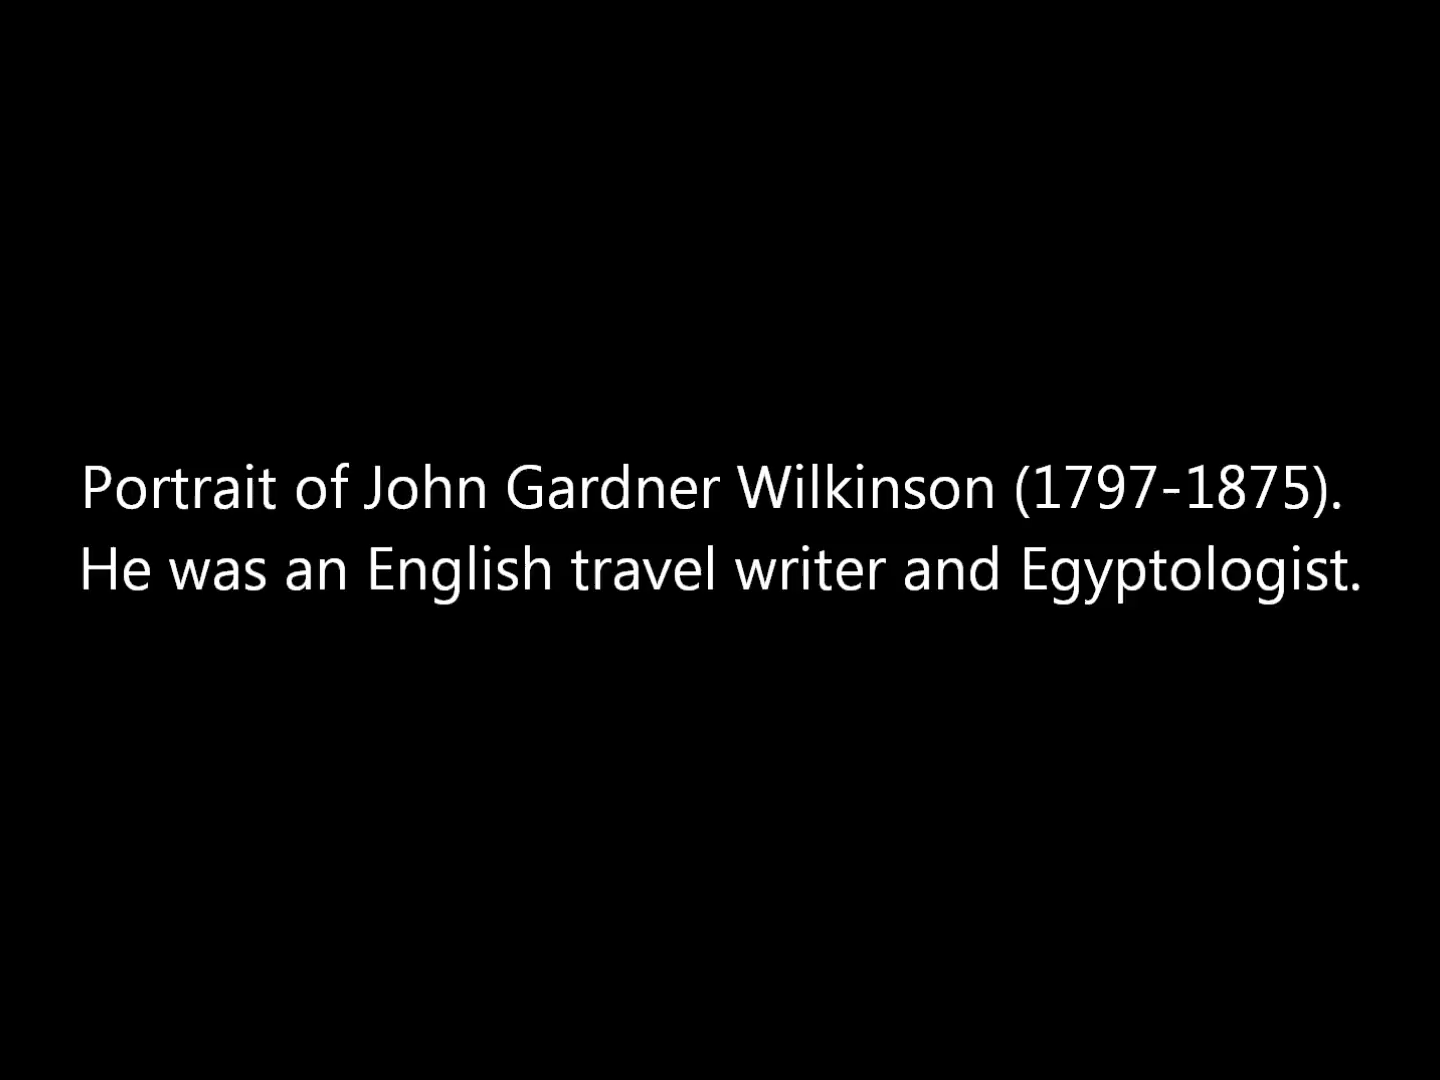 Portrait of John Gardner Wilkinson (1797-1875).
He was an English travel writer and Egyptologist.